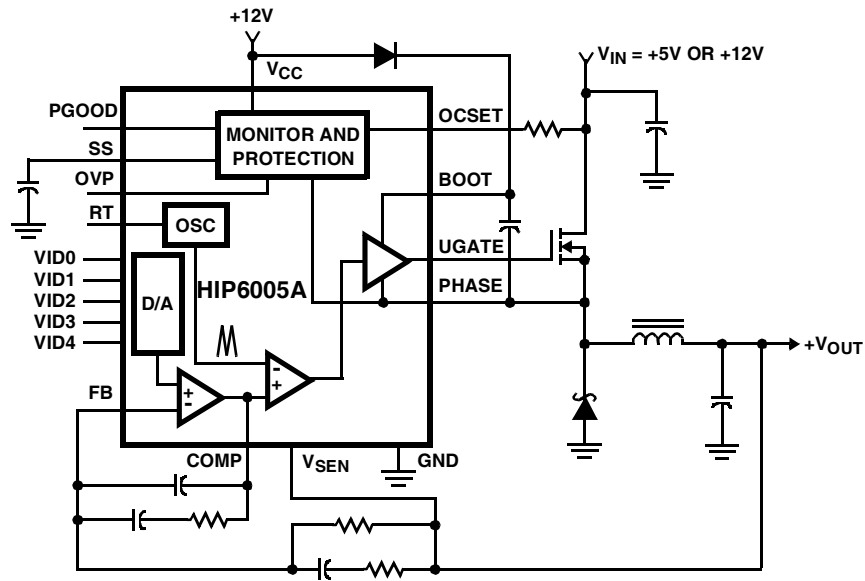 +12V
VCC
VIN = +5V OR +12V
PGOOD
MONITOR AND
PROTECTION
OCSET
SS
OVP
BOOT
RT
OSC
UGATE
VID0
VID1
VID2
VID3
VID4
D/A
HIP6005A
PHASE
+VOUT
-
+
+
-
FB
COMP
VSEN
GND